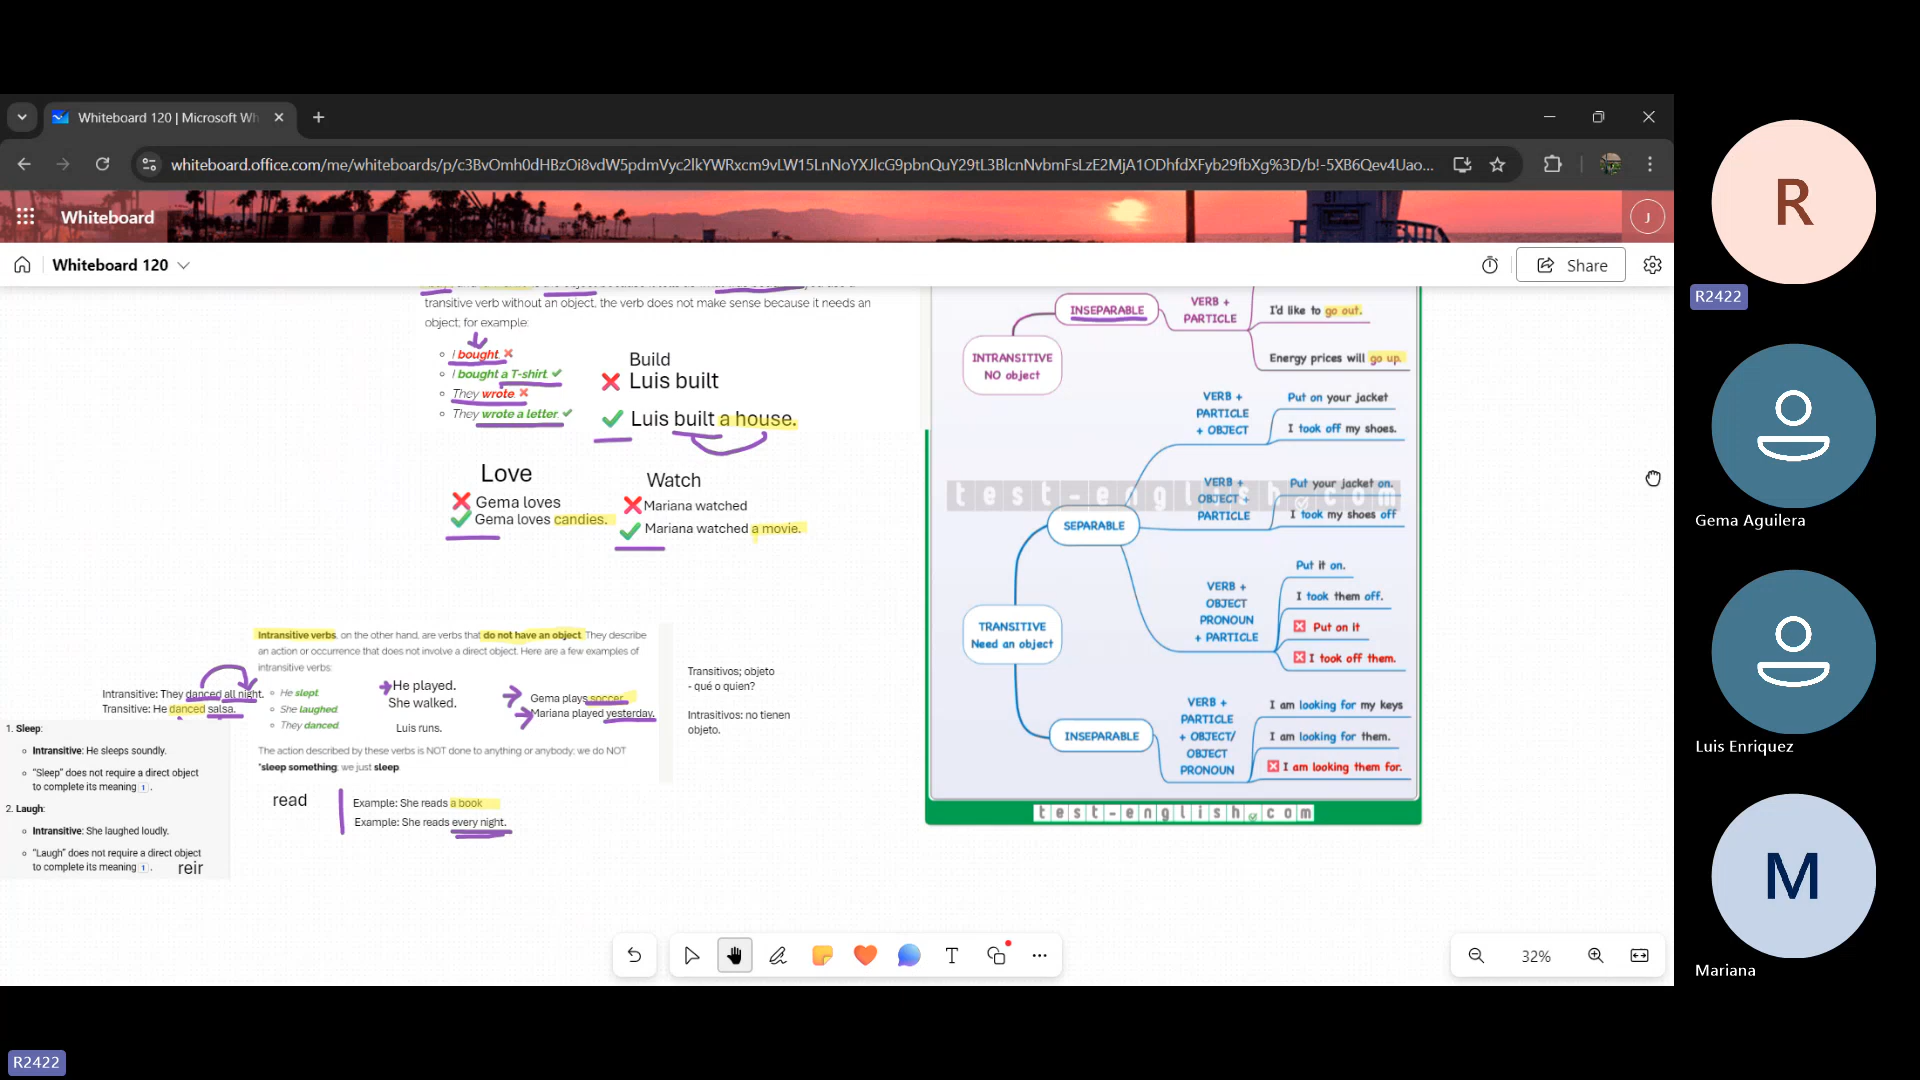 Whiteboard 120 | Microsoft Wh
whiteboard.office.com/me/whiteboards/p/c3BvOmh0dHBzOi8vdW5pdmVyc2lkYWRxcm9vLW15LnNoYXJlcG9pbnQuY29tL3BlcnNvbmFsLzE2MjA1ODhfdXFyb29fbXg%3D/b!-5XB6Qev4Uao...
Whiteboard
J
Whiteboard 120
Share
transitive verb without an object, the verb does not make sense because it needs an
object; for example:
I bought.
I bought a T-shirt.
They wrote.
They wrote a letter.
Build
Luis built
Luis built a house.
Love
Gema loves
Gema loves candies.
Watch
Mariana watched
Mariana watched a movie.
Intransitive verbs, on the other hand, are verbs that do not have an object. They describe
an action or occurrence that does not involve a direct object. Here are a few examples of
intransitive verbs:
He slept.
She laughed.
They danced.
He played.
She walked.
Luis runs.
Gema plays soccer.
Mariana played yesterday.
The action described by these verbs is NOT done to anything or anybody; we do NOT
*sleep something; we just sleep.
Intransitive: They danced all night.
Transitive: He danced salsa.
1. Sleep:
Intransitive: He sleeps soundly.
"Sleep" does not require a direct object
to complete its meaning 1.
2. Laugh:
Intransitive: She laughed loudly.
"Laugh" does not require a direct object
to complete its meaning 1.
reir
read
Example: She reads a book
Example: She reads every night.
Transitivos; objeto
- qué o quien?
Intrasitivos: no tienen
objeto.
INTRANSITIVE
NO object
INSEPARABLE
VERB +
PARTICLE
I'd like to go out.
Energy prices will go up.
TRANSITIVE
Need an object
SEPARABLE
VERB +
PARTICLE
+ OBJECT
Put on your jacket
I took off my shoes.
VERB +
OBJECT +
PARTICLE
Put your jacket on.
I took my shoes off
test-english.com
VERB +
OBJECT
PRONOUN
+ PARTICLE
Put it on.
I took them off.
Put on it
I took off them.
INSEPARABLE
VERB +
PARTICLE
+ OBJECT/
OBJECT
PRONOUN
I am looking for my keys
I am looking for them.
I am looking them for.
test-english.com
T
32%
R
R2422
Gema Aguilera
Luis Enriquez
M
Mariana
R2422